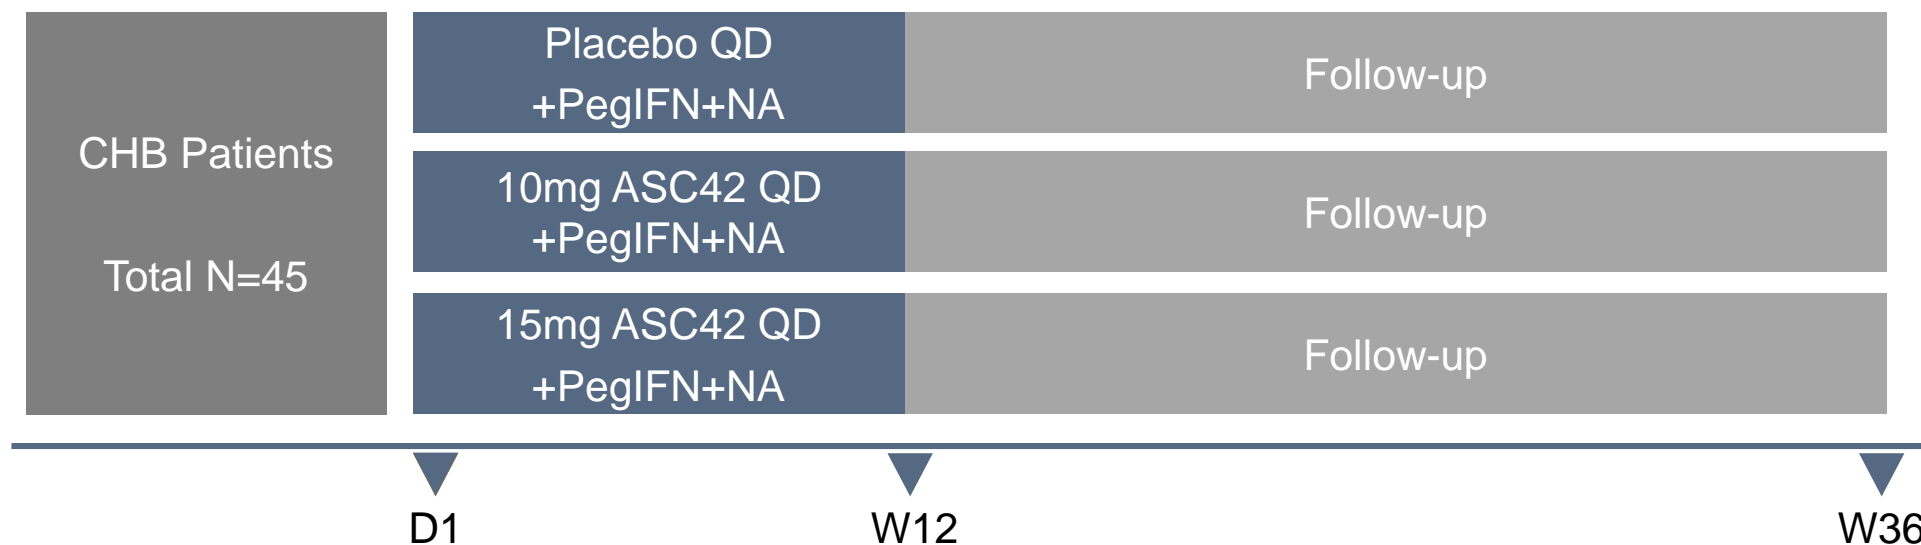 CHB Patients
Total N=45
Placebo QD
+PegIFN+NA
Follow-up
10mg ASC42 QD
+PegIFN+NA
Follow-up
15mg ASC42 QD
+PegIFN+NA
Follow-up
D1
W12
W36